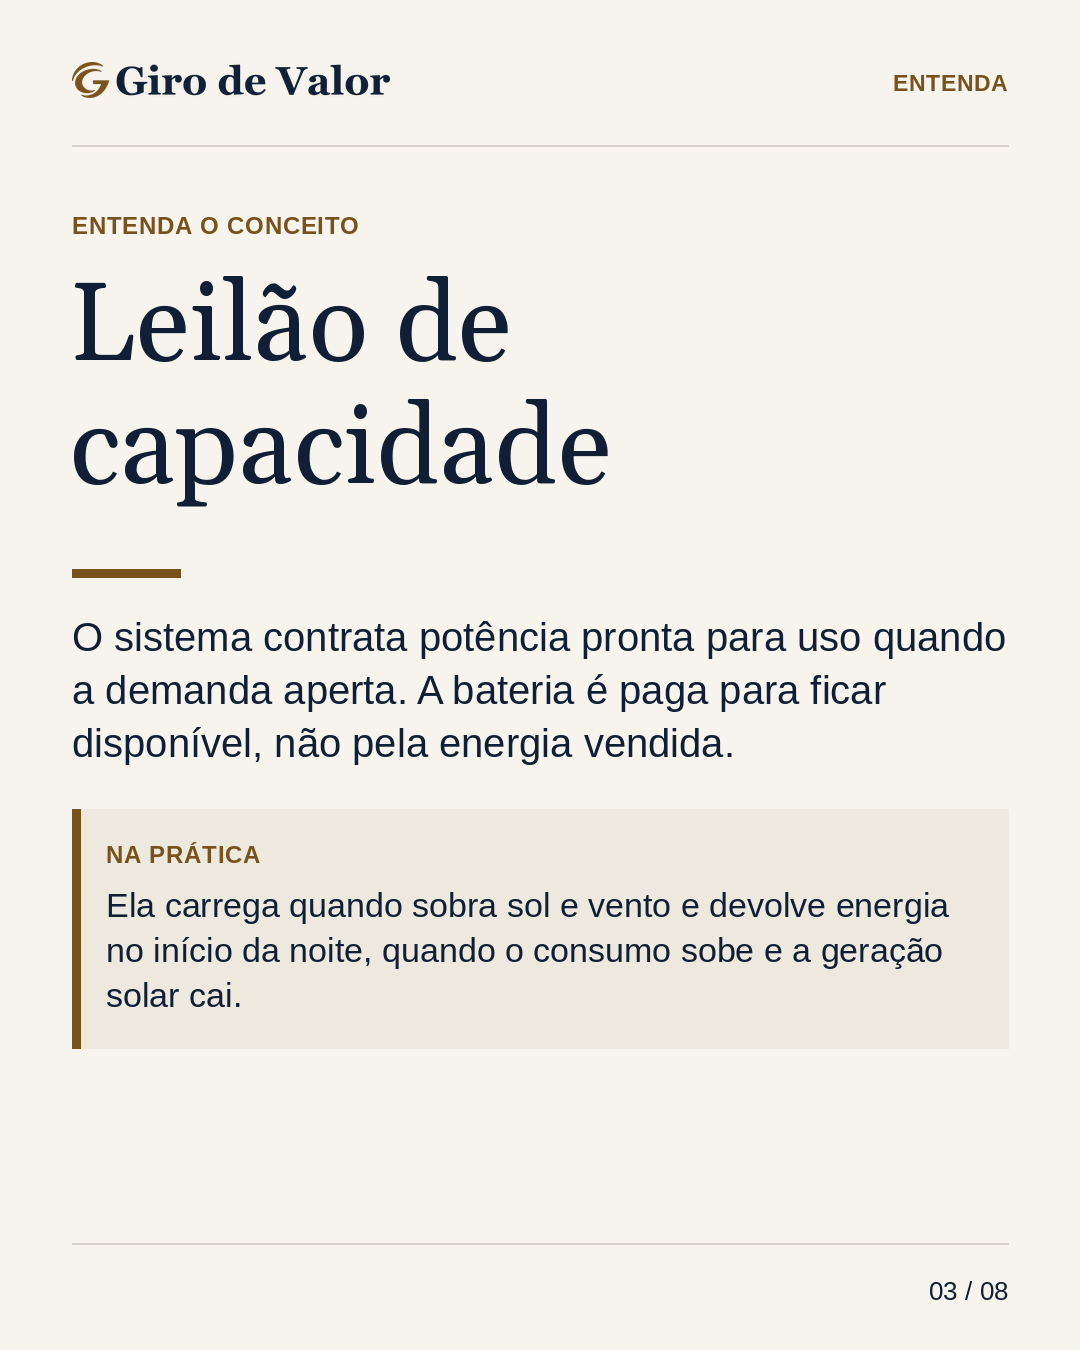 Giro de Valor
ENTENDA
ENTENDA O CONCEITO
Leilão de
capacidade
O sistema contrata potência pronta para uso quando
a demanda aperta. A bateria é paga para ficar
disponível, não pela energia vendida.
NA PRÁTICA
Ela carrega quando sobra sol e vento e devolve energia
no início da noite, quando o consumo sobe e a geração
solar cai.
03 / 08